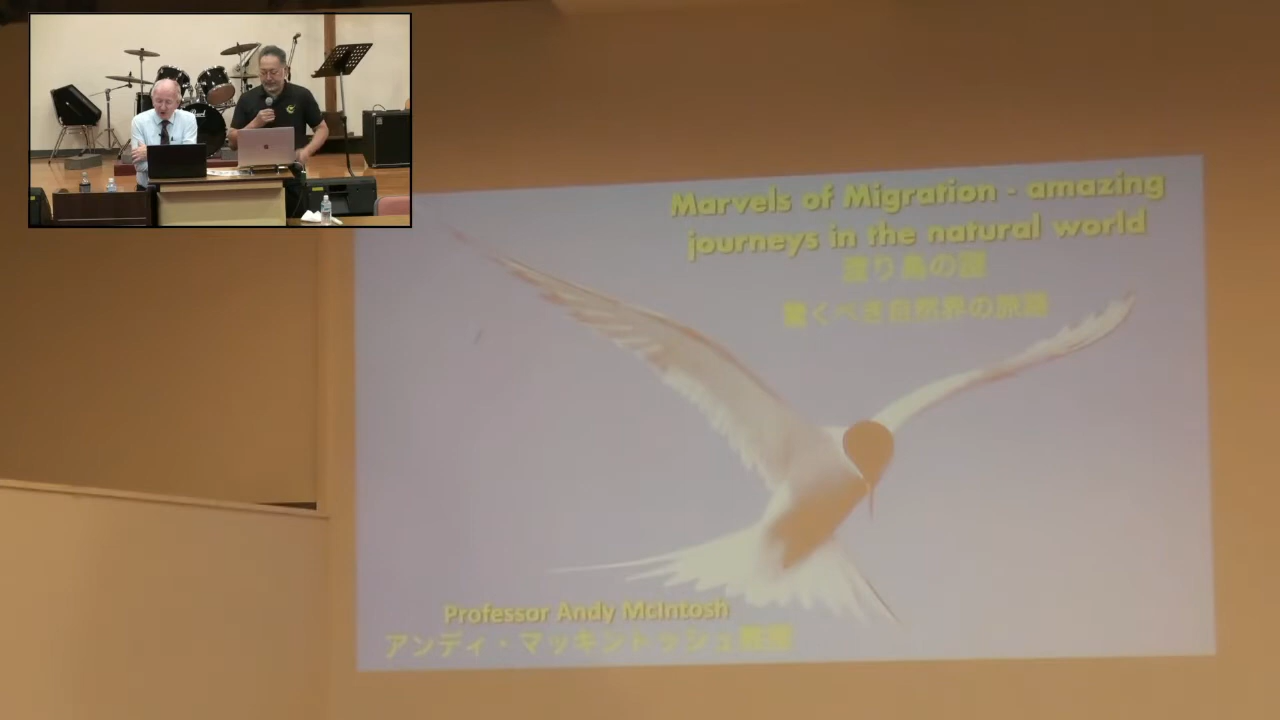 Marvels of Migration - amazing
journeys in the natural world
渡り鳥の謎
驚くべき自然界の旅路
Professor Andy McIntosh
アンディ・マッキントッシュ教授